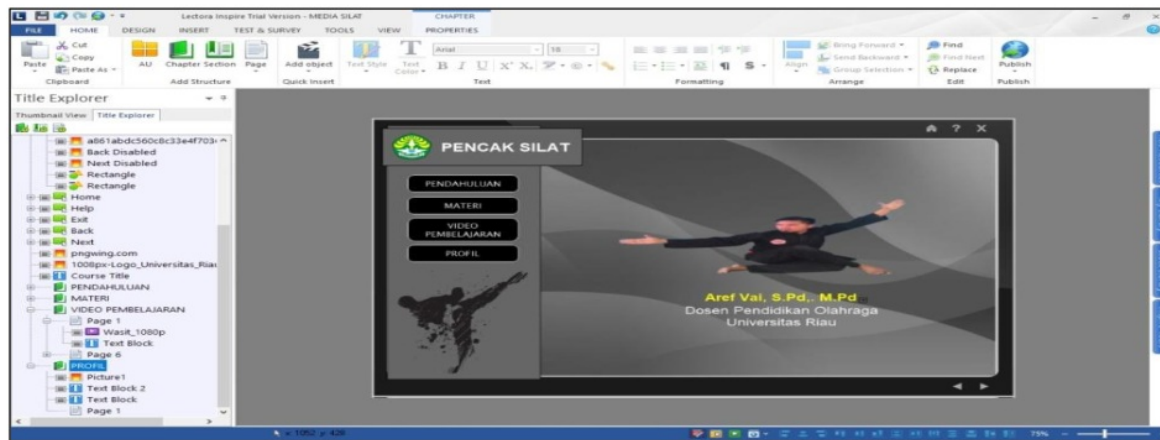 Lectora Inspire Trial Version - MEDIA SILAT
CHAPTER
FILE HOME DESIGN INSERT TEST & SURVEY TOOLS VIEW PROPERTIES
Paste
Cut
Copy
Paste As
Clipboard
AU Chapter Section Page
Add Structure
Add object
Quick Insert
Text Style
Text Color
Arial 18
B I U X² X₂
Text
Formatting
Align
Bring Forward
Send Backward
Group Selection
Arrange
Find
Find Next
Replace
Edit
Publish
Publish
Title Explorer
Thumbnail View Title Explorer
Back Disabled
Next Disabled
Rectangle
Rectangle
Home
Help
Exit
Back
Next
pngwing.com
1008px-Logo_Universitas_Riau
Course Title
PENDAHULUAN
MATERI
VIDEO PEMBELAJARAN
Page 1
Wasit_1080p
Text Block
Page 6
PROFIL
Picture1
Text Block 2
Text Block
Page 1
PENCAK SILAT
PENDAHULUAN
MATERI
VIDEO
PEMBELAJARAN
PROFIL
Aref Vai, S.Pd,. M.Pd
Dosen Pendidikan Olahraga
Universitas Riau
75%